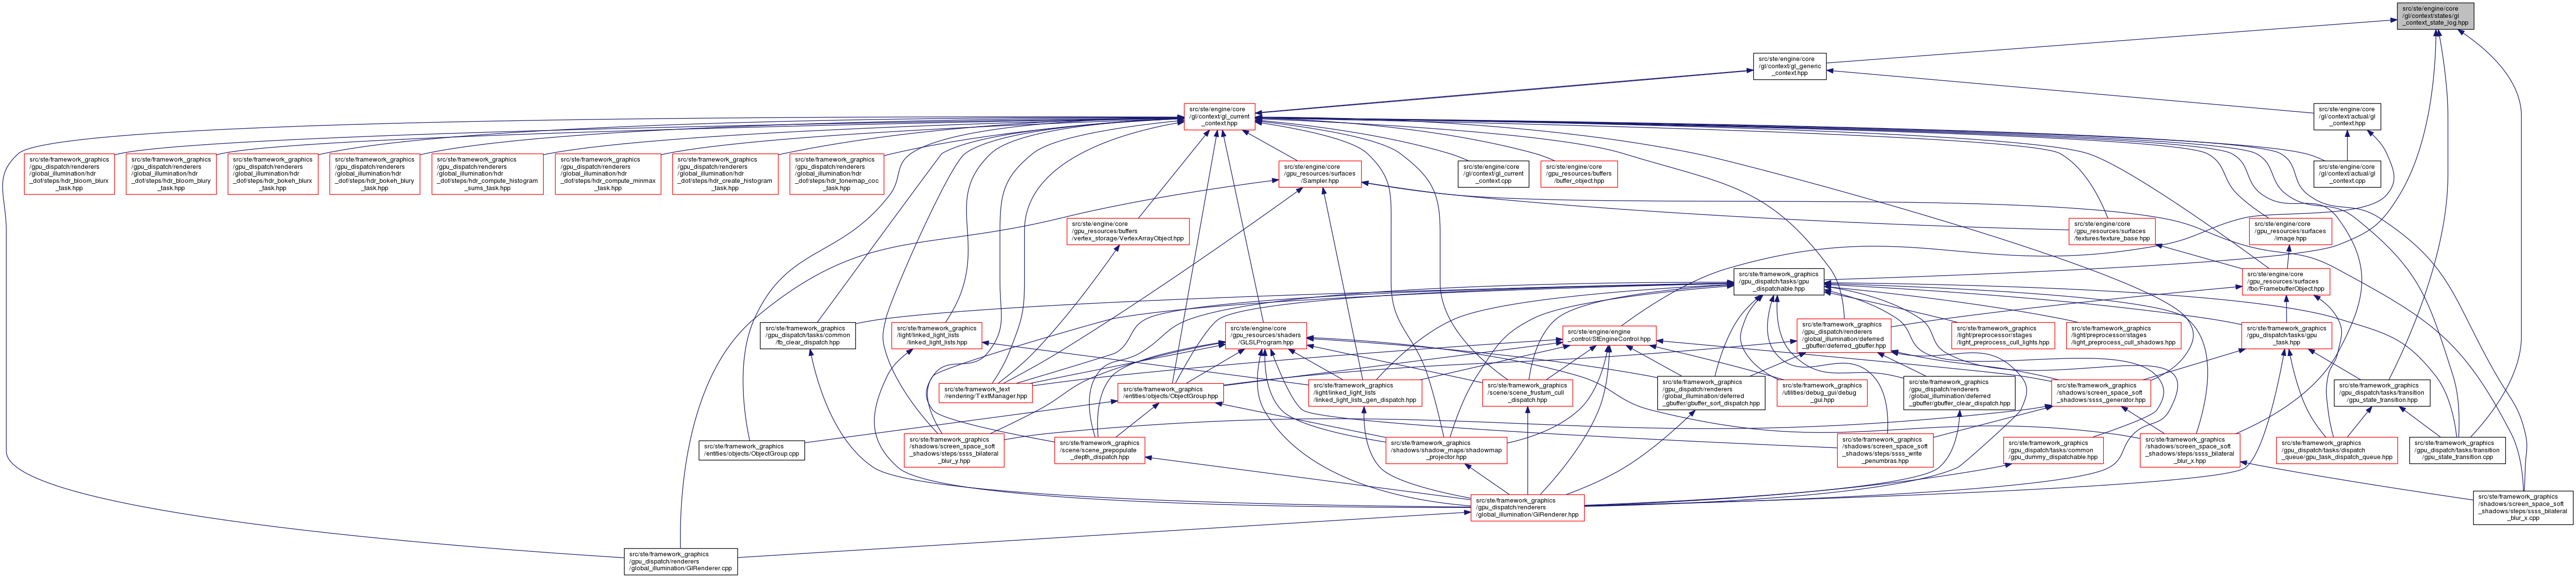 src/ste/engine/core
/gl/context/states/gl
_context_state_log.hpp
src/ste/engine/core
/gl/context/gl_generic
_context.hpp
src/ste/engine/core
/gl/context/gl_current
_context.hpp
src/ste/engine/core
/gl/context/actual/gl
_context.hpp
src/ste/framework_graphics
/gpu_dispatch/renderers
/global_illumination/hdr
_dof/steps/hdr_bloom_blurx
_task.hpp
src/ste/framework_graphics
/gpu_dispatch/renderers
/global_illumination/hdr
_dof/steps/hdr_bloom_blury
_task.hpp
src/ste/framework_graphics
/gpu_dispatch/renderers
/global_illumination/hdr
_dof/steps/hdr_bokeh_blurx
_task.hpp
src/ste/framework_graphics
/gpu_dispatch/renderers
/global_illumination/hdr
_dof/steps/hdr_bokeh_blury
_task.hpp
src/ste/framework_graphics
/gpu_dispatch/renderers
/global_illumination/hdr
_dof/steps/hdr_compute_histogram
_sums_task.hpp
src/ste/framework_graphics
/gpu_dispatch/renderers
/global_illumination/hdr
_dof/steps/hdr_compute_minmax
_task.hpp
src/ste/framework_graphics
/gpu_dispatch/renderers
/global_illumination/hdr
_dof/steps/hdr_create_histogram
_task.hpp
src/ste/framework_graphics
/gpu_dispatch/renderers
/global_illumination/hdr
_dof/steps/hdr_tonemap_coc
_task.hpp
src/ste/engine/core
/gpu_resources/surfaces
/Sampler.hpp
src/ste/engine/core
/gl/context/gl_current
_context.cpp
src/ste/engine/core
/gpu_resources/buffers
/buffer_object.hpp
src/ste/engine/core
/gl/context/actual/gl
_context.cpp
src/ste/engine/core
/gpu_resources/buffers
/vertex_storage/VertexArrayObject.hpp
src/ste/engine/core
/gpu_resources/surfaces
/textures/texture_base.hpp
src/ste/engine/core
/gpu_resources/surfaces
/image.hpp
src/ste/framework_graphics
/gpu_dispatch/tasks/gpu
_dispatchable.hpp
src/ste/engine/core
/gpu_resources/surfaces
/fbo/FramebufferObject.hpp
src/ste/framework_graphics
/gpu_dispatch/tasks/common
/fb_clear_dispatch.hpp
src/ste/framework_graphics
/light/linked_light_lists
/linked_light_lists.hpp
src/ste/engine/core
/gpu_resources/shaders
/GLSLProgram.hpp
src/ste/engine/engine
_control/StEngineControl.hpp
src/ste/framework_graphics
/gpu_dispatch/renderers
/global_illumination/deferred
_gbuffer/deferred_gbuffer.hpp
src/ste/framework_graphics
/light/preprocessor/stages
/light_preprocess_cull_lights.hpp
src/ste/framework_graphics
/light/preprocessor/stages
/light_preprocess_cull_shadows.hpp
src/ste/framework_graphics
/gpu_dispatch/tasks/gpu
_task.hpp
src/ste/framework_text
/rendering/TextManager.hpp
src/ste/framework_graphics
/entities/objects/ObjectGroup.hpp
src/ste/framework_graphics
/light/linked_light_lists
/linked_light_lists_gen_dispatch.hpp
src/ste/framework_graphics
/scene/scene_frustum_cull
_dispatch.hpp
src/ste/framework_graphics
/gpu_dispatch/renderers
/global_illumination/deferred
_gbuffer/gbuffer_sort_dispatch.hpp
src/ste/framework_graphics
/utilities/debug_gui/debug
_gui.hpp
src/ste/framework_graphics
/gpu_dispatch/renderers
/global_illumination/deferred
_gbuffer/gbuffer_clear_dispatch.hpp
src/ste/framework_graphics
/shadows/screen_space_soft
_shadows/ssss_generator.hpp
src/ste/framework_graphics
/gpu_dispatch/tasks/transition
/gpu_state_transition.hpp
src/ste/framework_graphics
/entities/objects/ObjectGroup.cpp
src/ste/framework_graphics
/shadows/screen_space_soft
_shadows/steps/ssss_bilateral
_blur_y.hpp
src/ste/framework_graphics
/scene/scene_prepopulate
_depth_dispatch.hpp
src/ste/framework_graphics
/shadows/shadow_maps/shadowmap
_projector.hpp
src/ste/framework_graphics
/shadows/screen_space_soft
_shadows/steps/ssss_write
_penumbras.hpp
src/ste/framework_graphics
/gpu_dispatch/tasks/common
/gpu_dummy_dispatchable.hpp
src/ste/framework_graphics
/shadows/screen_space_soft
_shadows/steps/ssss_bilateral
_blur_x.hpp
src/ste/framework_graphics
/gpu_dispatch/tasks/dispatch
_queue/gpu_task_dispatch_queue.hpp
src/ste/framework_graphics
/gpu_dispatch/tasks/transition
/gpu_state_transition.cpp
src/ste/framework_graphics
/gpu_dispatch/renderers
/global_illumination/GIRenderer.hpp
src/ste/framework_graphics
/shadows/screen_space_soft
_shadows/steps/ssss_bilateral
_blur_x.cpp
src/ste/framework_graphics
/gpu_dispatch/renderers
/global_illumination/GIRenderer.cpp